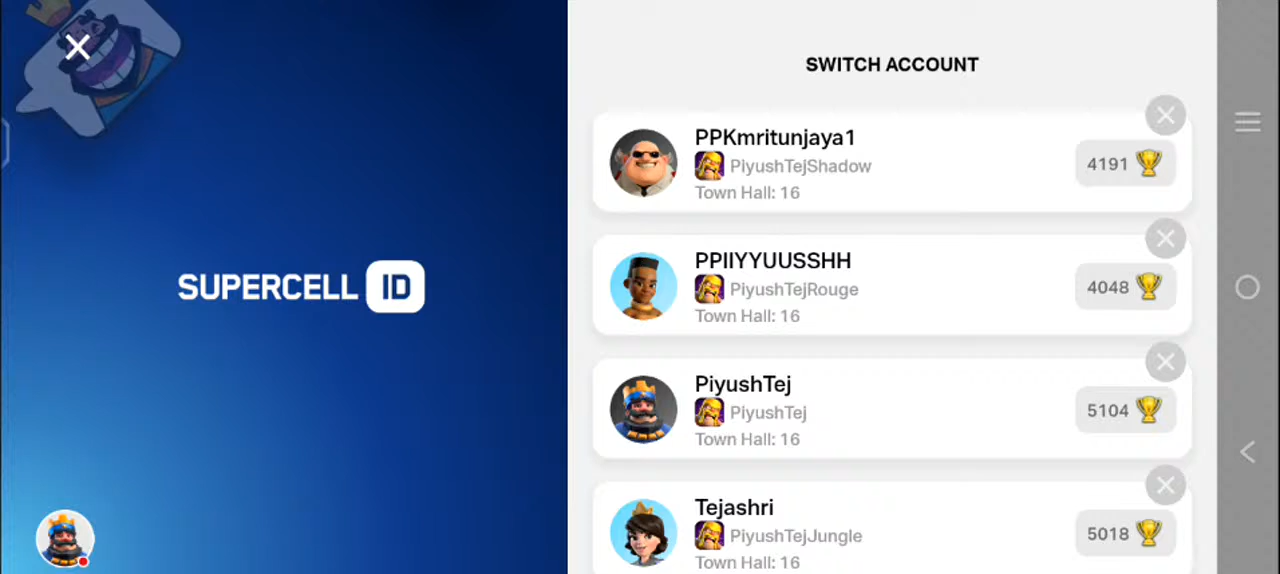 SUPERCELL ID
SWITCH ACCOUNT
PPKmritunjaya1
PiyushTejShadow
Town Hall: 16
4191
PPIIYYUUSSHH
PiyushTejRouge
Town Hall: 16
4048
PiyushTej
PiyushTej
Town Hall: 16
5104
Tejashri
PiyushTejJungle
Town Hall: 16
5018